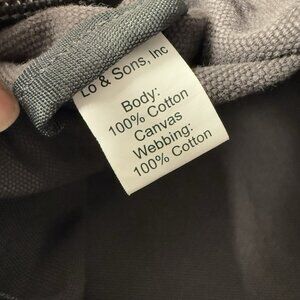 Lo & Sons, Inc
Body:
100% Cotton
Canvas
Webbing:
100% Cotton